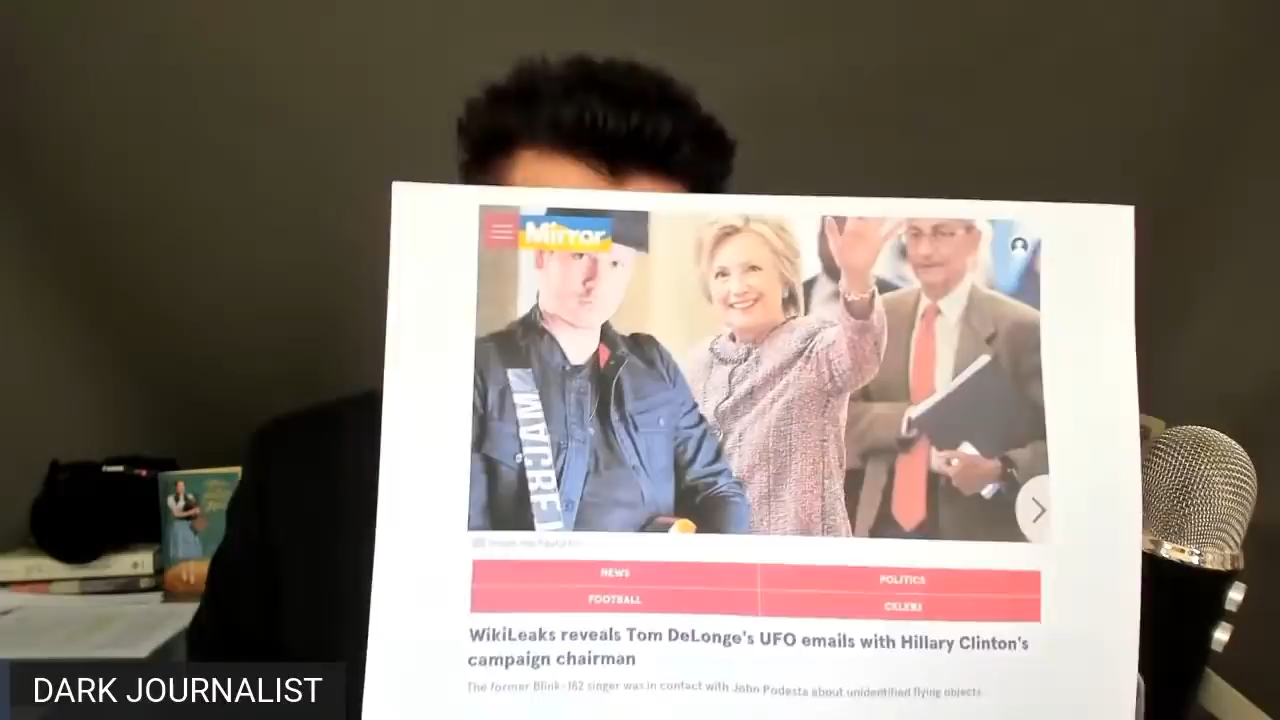 Mirror
AMWAYCREATE
NEWS
POLITICS
FOOTBALL
CELEBS
WikiLeaks reveals Tom DeLonge's UFO emails with Hillary Clinton's
campaign chairman
The former Blink-182 singer was in contact with John Podesta about unidentified flying objects
DARK JOURNALIST